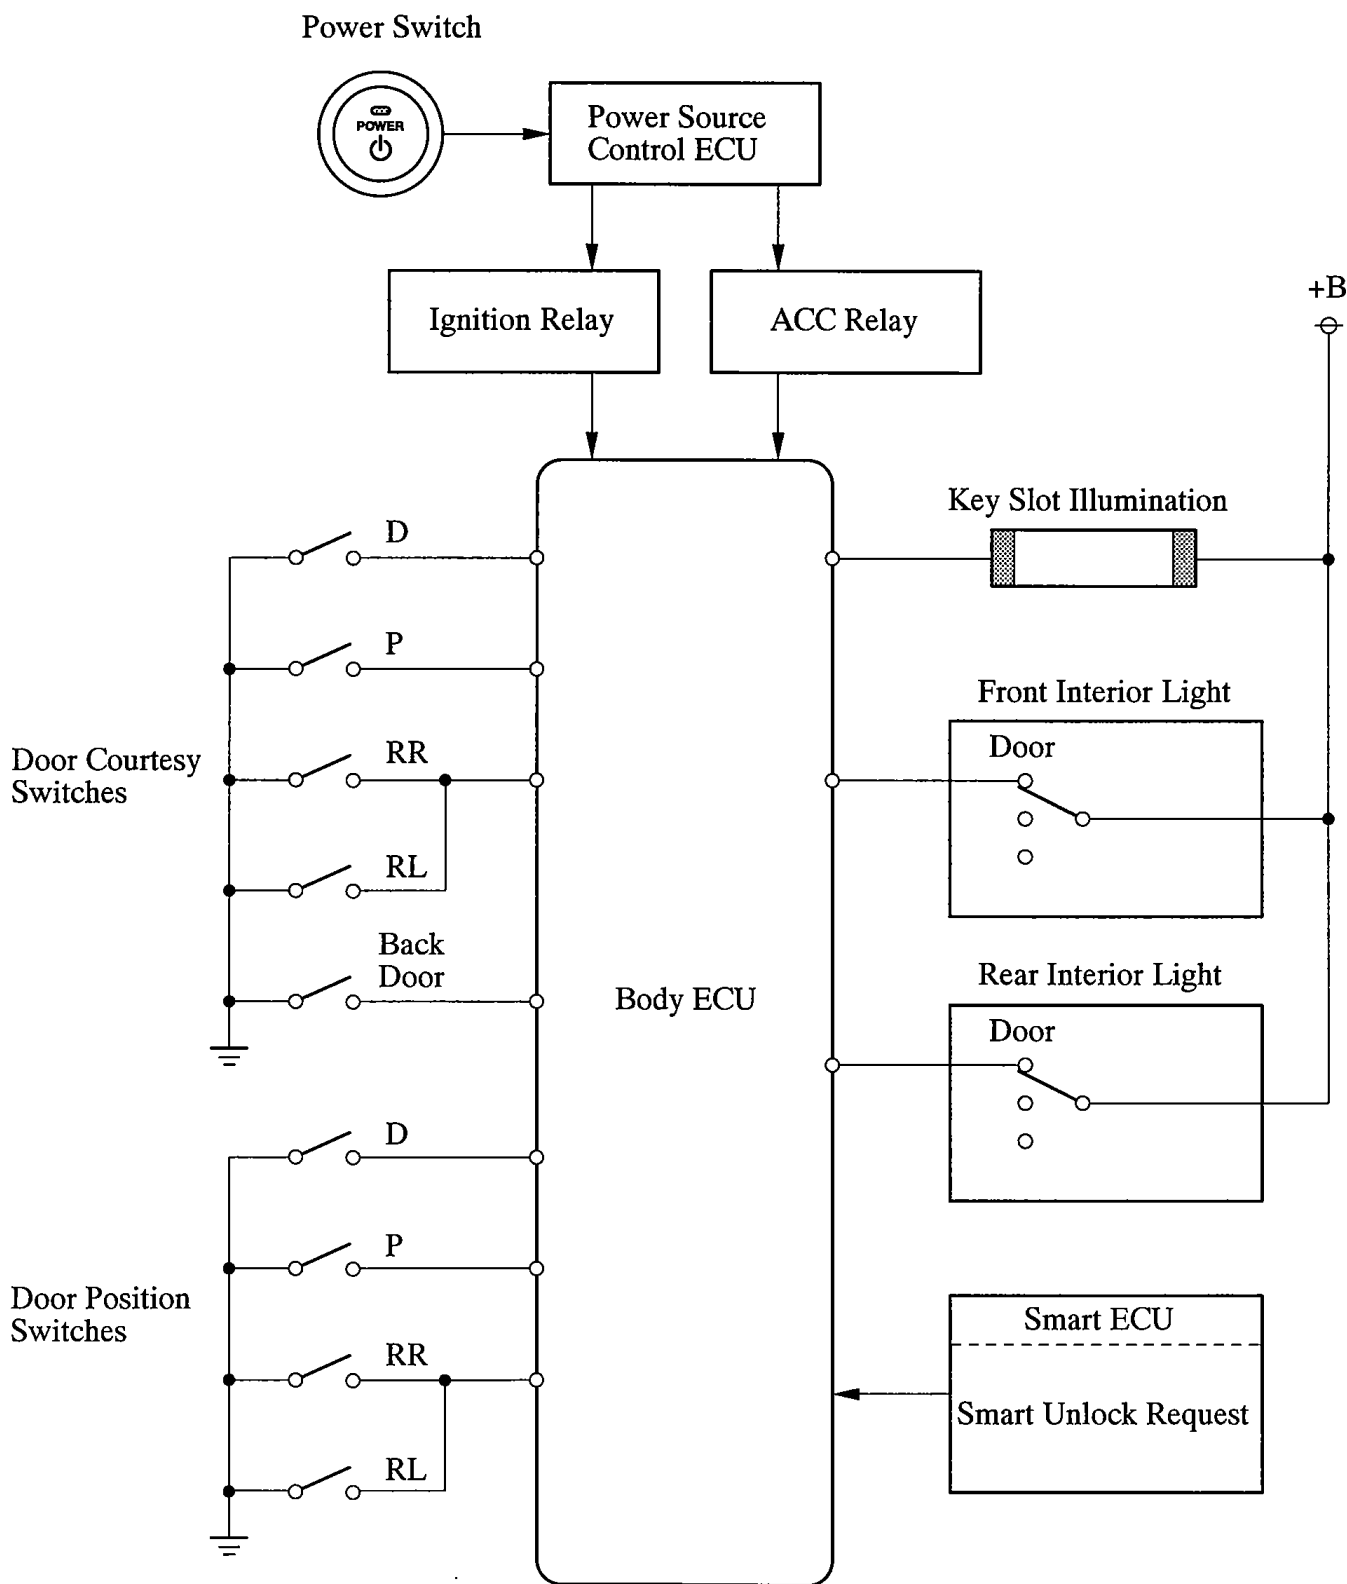 Power Switch
POWER
Power Source
Control ECU
Ignition Relay
ACC Relay
+B
Key Slot Illumination
D
P
Door Courtesy
Switches
RR
RL
Back
Door
Front Interior Light
Door
Body ECU
Rear Interior Light
Door
D
P
Door Position
Switches
RR
RL
Smart ECU
Smart Unlock Request